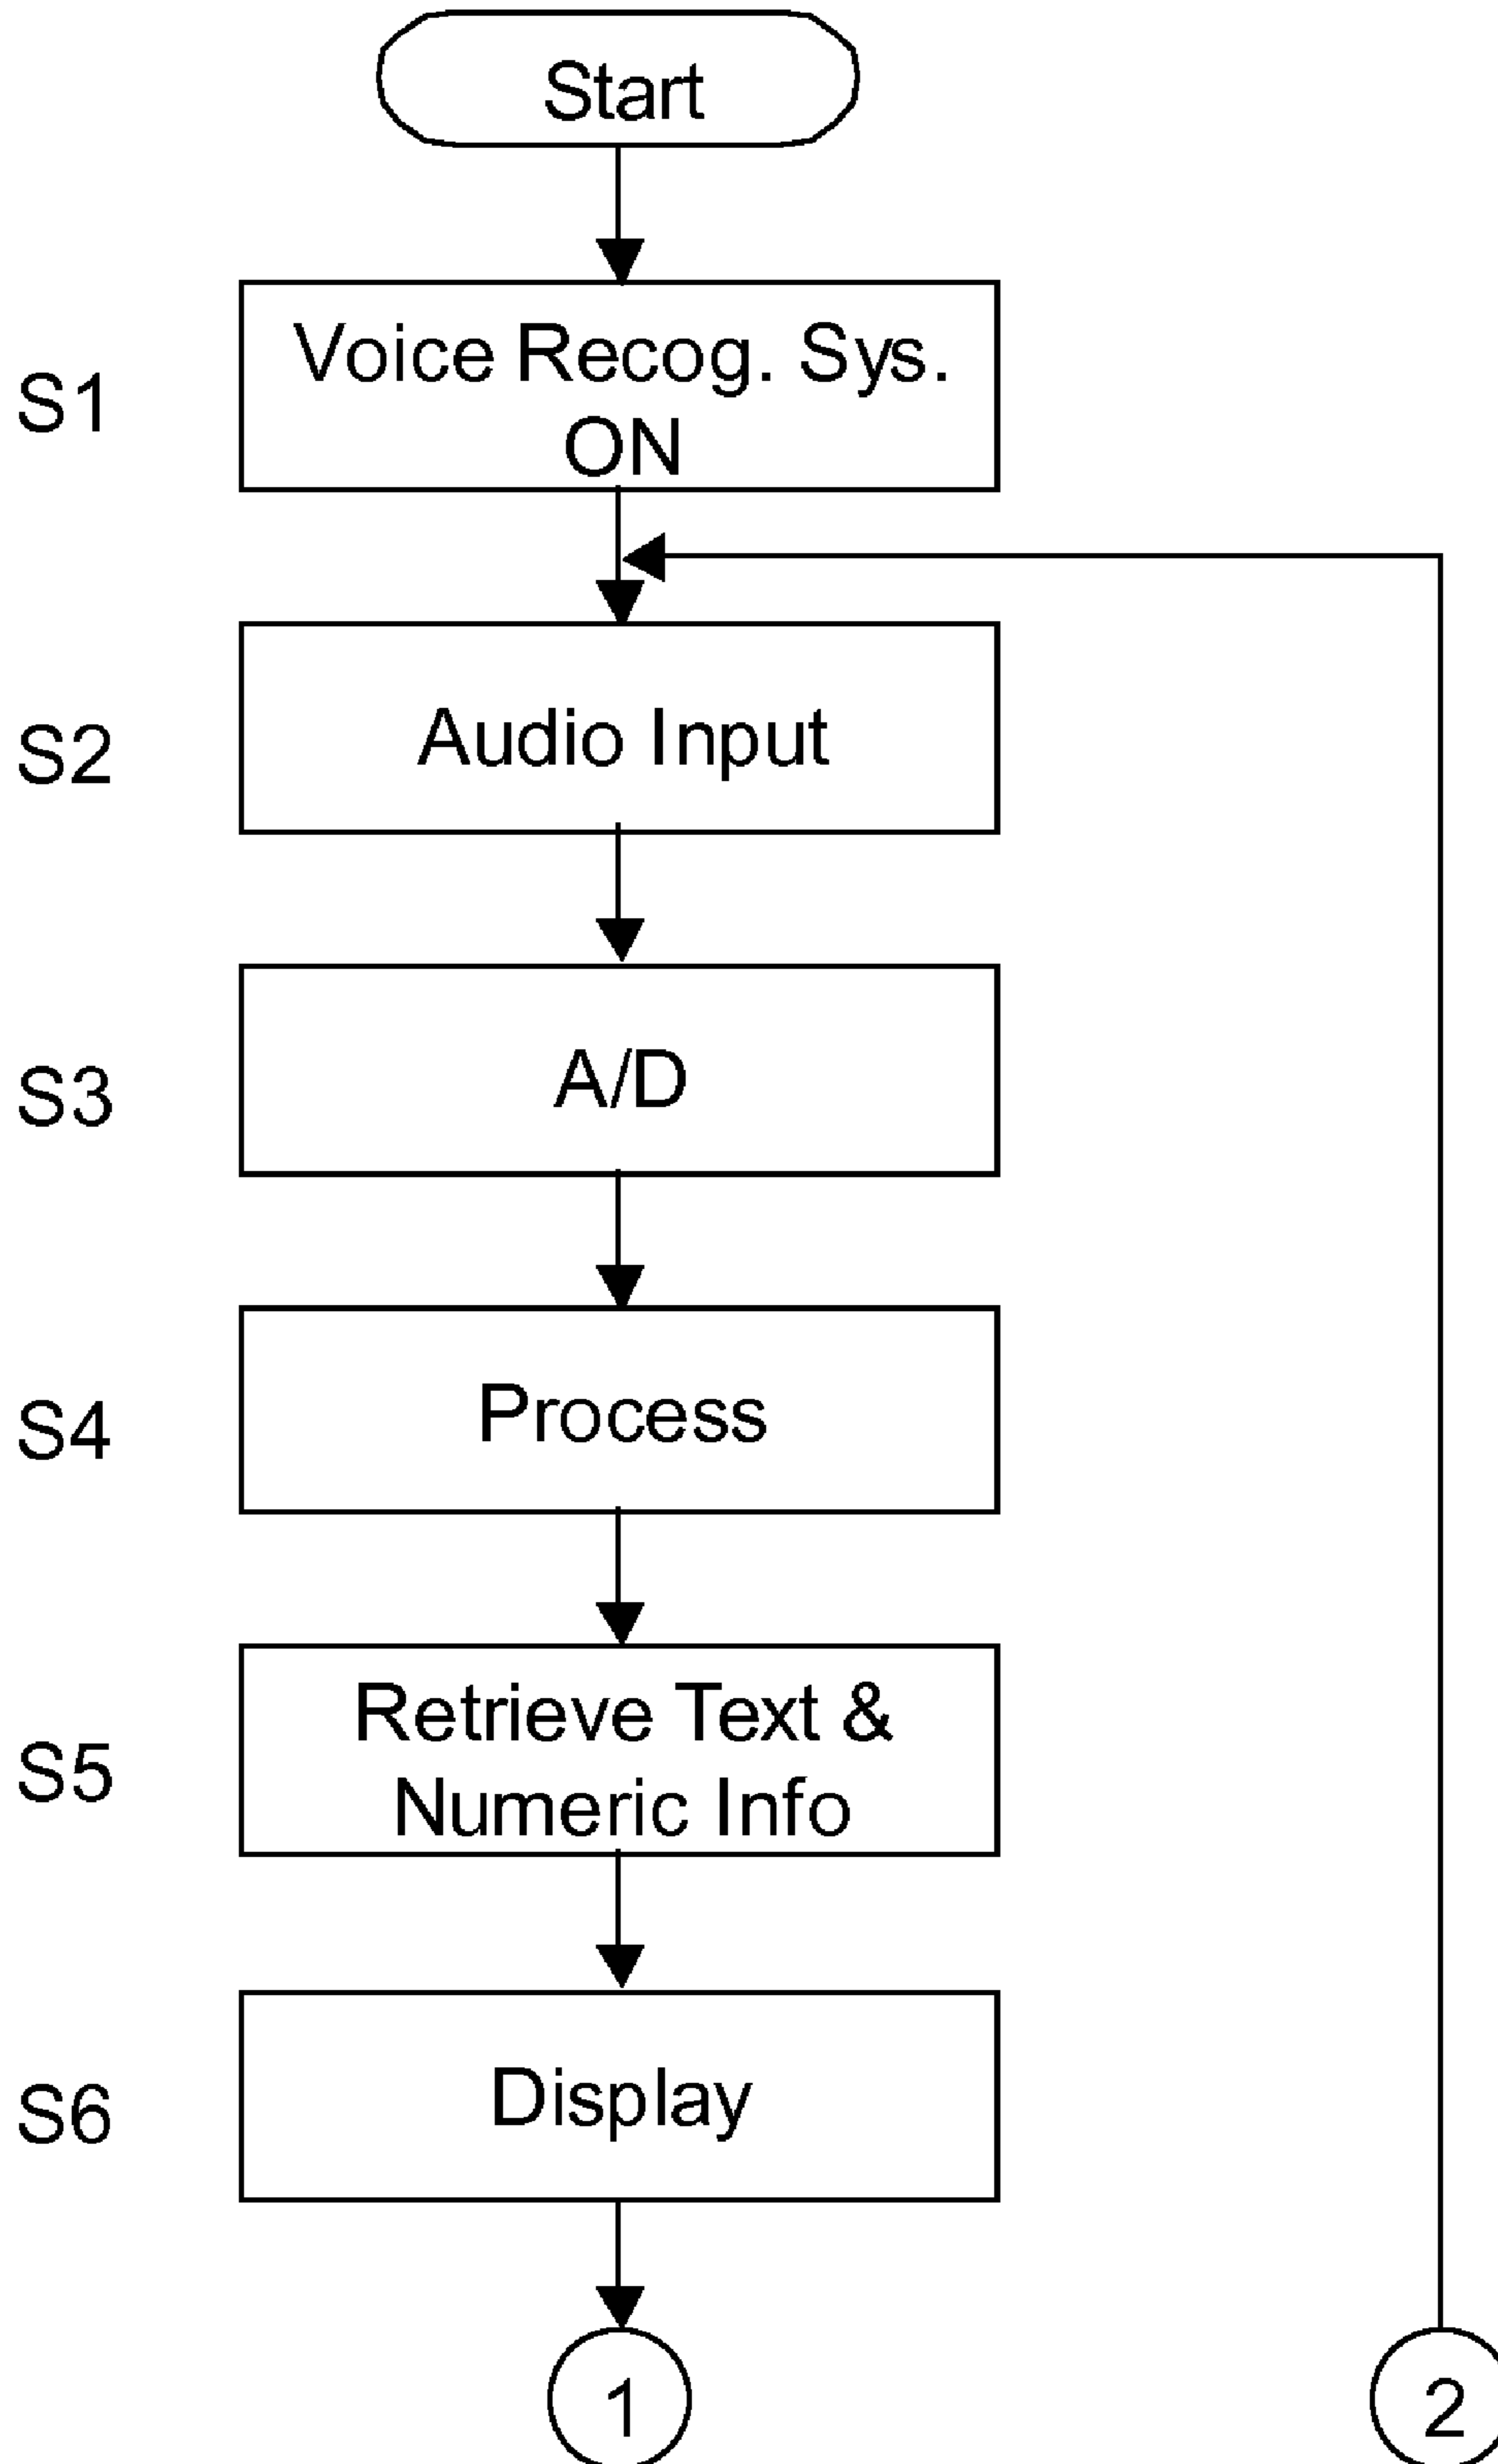 Start
S1
Voice Recog. Sys.
ON
S2
Audio Input
S3
A/D
S4
Process
S5
Retrieve Text &
Numeric Info
S6
Display
1
2